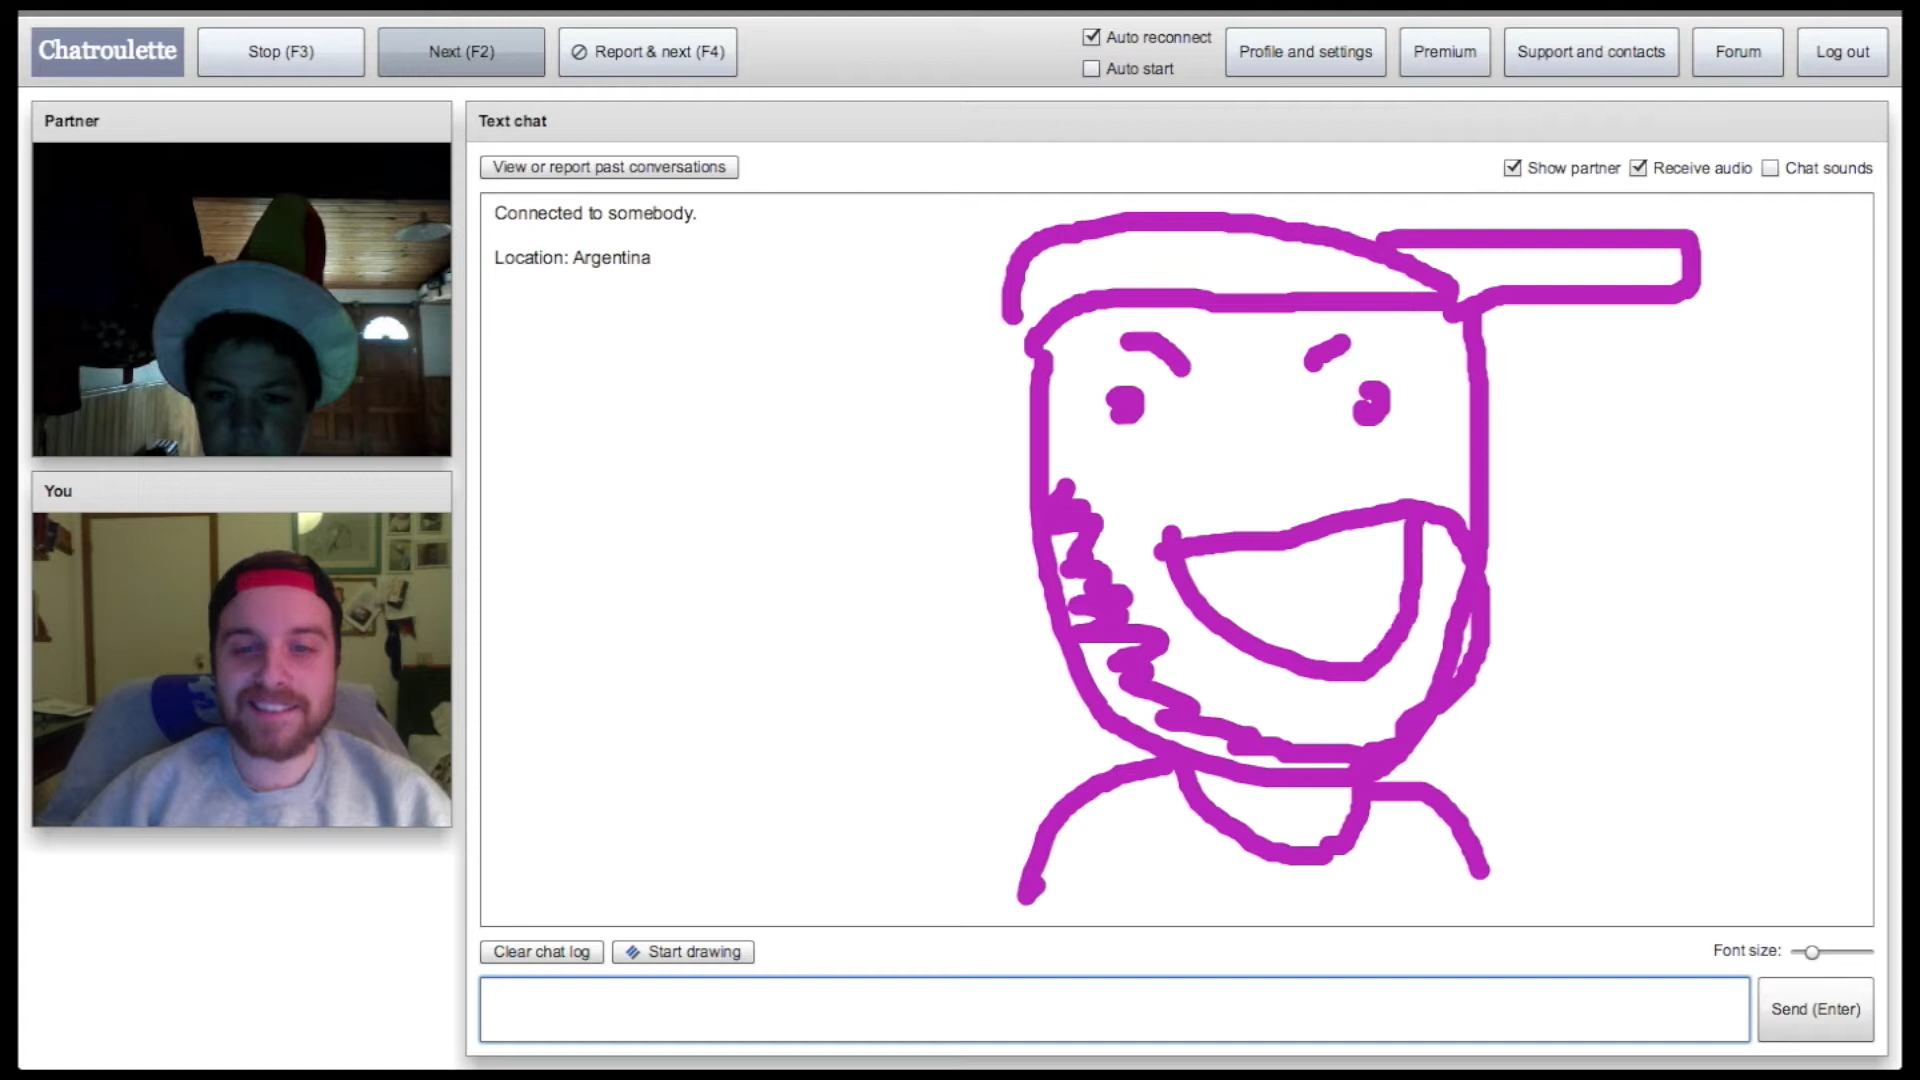 Chatroulette
Stop (F3)
Next (F2)
Report & next (F4)
Auto reconnect
Auto start
Profile and settings
Premium
Support and contacts
Forum
Log out
Partner
You
Text chat
View or report past conversations
Show partner
Receive audio
Chat sounds
Connected to somebody.
Location: Argentina
Clear chat log
Start drawing
Font size:
Send (Enter)